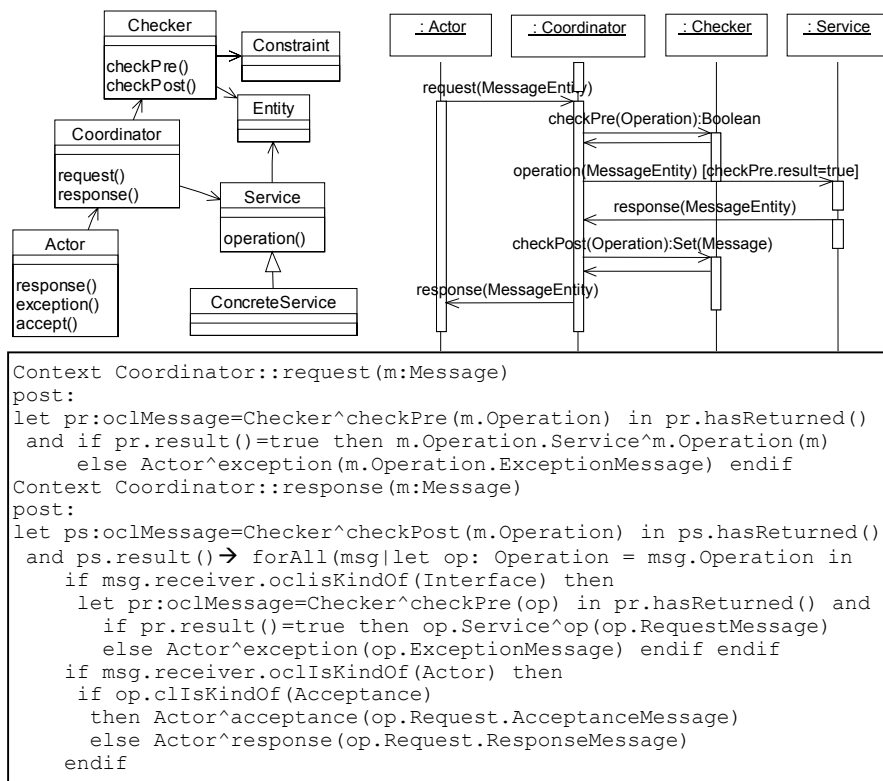 Checker
checkPre()
checkPost()
Constraint
Entity
Coordinator
request()
response()
Service
operation()
Actor
response()
exception()
accept()
ConcreteService
: Actor
: Coordinator
: Checker
: Service
request(MessageEntity)
checkPre(Operation):Boolean
operation(MessageEntity) [checkPre.result=true]
response(MessageEntity)
checkPost(Operation):Set(Message)
response(MessageEntity)
Context Coordinator::request(m:Message)
post:
let pr:oclMessage=Checker^checkPre(m.Operation) in pr.hasReturned()
and if pr.result()=true then m.Operation.Service^m.Operation(m)
else Actor^exception(m.Operation.ExceptionMessage) endif
Context Coordinator::response(m:Message)
post:
let ps:oclMessage=Checker^checkPost(m.Operation) in ps.hasReturned()
and ps.result()→ forAll(msg|let op: Operation = msg.Operation in
if msg.receiver.oclisKindOf(Interface) then
let pr:oclMessage=Checker^checkPre(op) in pr.hasReturned() and
if pr.result()=true then op.Service^op(op.RequestMessage)
else Actor^exception(op.ExceptionMessage) endif endif
if msg.receiver.oclIsKindOf(Actor) then
if op.clIsKindOf(Acceptance)
then Actor^acceptance(op.Request.AcceptanceMessage)
else Actor^response(op.Request.ResponseMessage)
endif